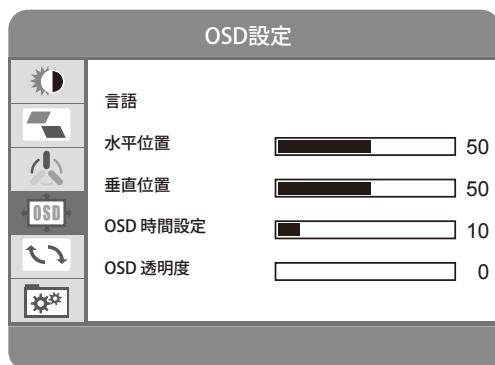 OSD設定
言語
水平位置 50
垂直位置 50
OSD 時間設定 10
OSD OSD 透明度 0